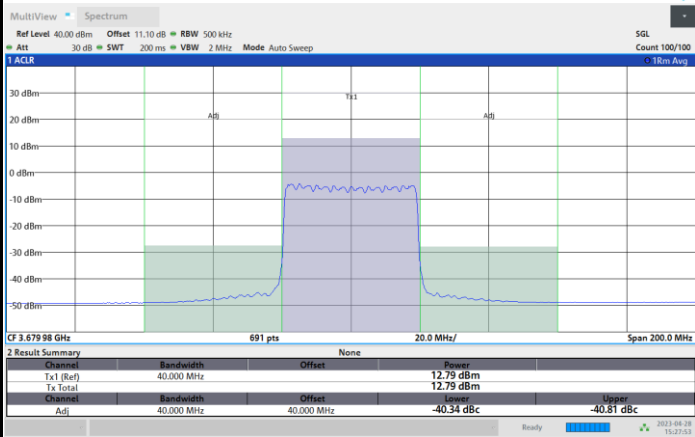 MultiView Spectrum
Ref Level 40.00 dBm Offset 11.10 dB RBW 500 kHz SGL
Att 30 dB SWT 200 ms VBW 2 MHz Mode Auto Sweep Count 100/100
1 ACLR 1Rm Avg
30 dBm
Tx1
20 dBm
Adj Adj
10 dBm
0 dBm
-10 dBm
-20 dBm
-30 dBm
-40 dBm
-50 dBm
CF 3.679 98 GHz 691 pts 20.0 MHz/ Span 200.0 MHz
2 Result Summary None
Channel Bandwidth Offset Power
Tx1 (Ref) 40.000 MHz 12.79 dBm
Tx Total 12.79 dBm
Channel Bandwidth Offset Lower Upper
Adj 40.000 MHz 40.000 MHz -40.34 dBc -40.81 dBc
Ready 2023-04-28
15:27:53